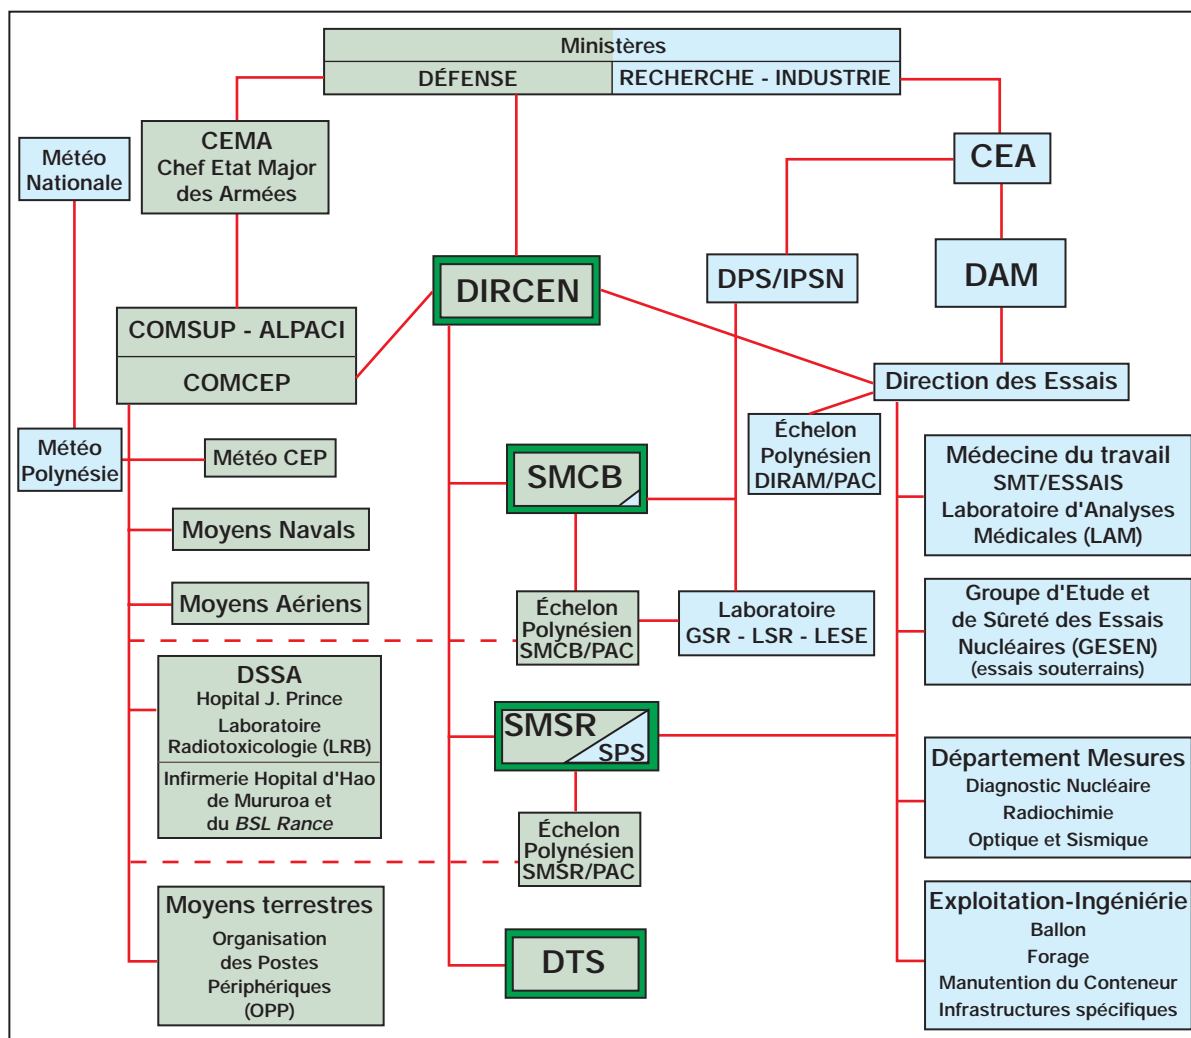 Ministères
DÉFENSE
RECHERCHE - INDUSTRIE
Météo
Nationale
CEMA
Chef Etat Major
des Armées
CEA
DIRCEN
DPS/IPSN
DAM
COMSUP - ALPACI
COMCEP
Direction des Essais
Météo
Polynésie
Météo CEP
SMCB
Échelon
Polynésien
DIRAM/PAC
Médecine du travail
SMT/ESSAIS
Laboratoire d'Analyses
Médicales (LAM)
Moyens Navals
Moyens Aériens
Échelon
Polynésien
SMCB/PAC
Laboratoire
GSR - LSR - LESE
Groupe d'Etude et
de Sûreté des Essais
Nucléaires (GESEN)
(essais souterrains)
DSSA
Hopital J. Prince
Laboratoire
Radiotoxicologie (LRB)
Infirmerie Hopital d'Hao
de Mururoa et
du BSL Rance
SMSR
SPS
Département Mesures
Diagnostic Nucléaire
Radiochimie
Optique et Sismique
Échelon
Polynésien
SMSR/PAC
Moyens terrestres
Organisation
des Postes
Périphériques
(OPP)
DTS
Exploitation-Ingéniérie
Ballon
Forage
Manutention du Conteneur
Infrastructures spécifiques